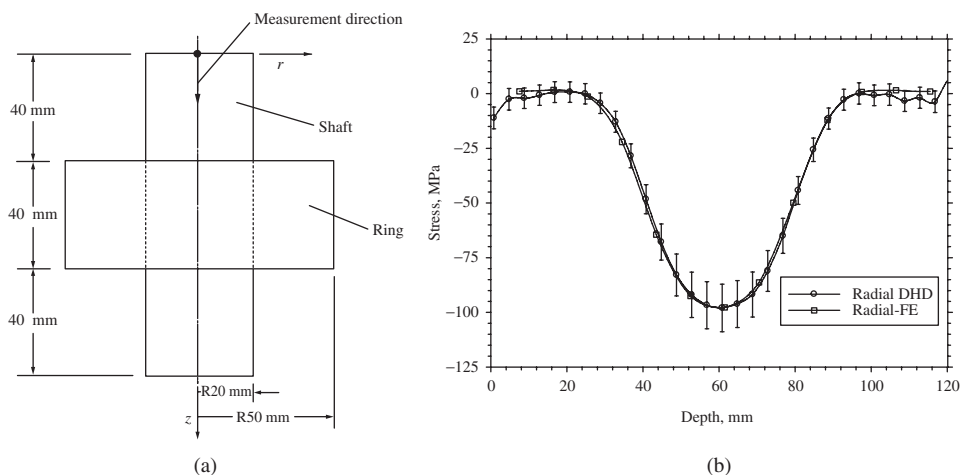 Measurement direction
r
40 mm
Shaft
40 mm
Ring
40 mm
R20 mm
z
R50 mm
(a)
25
0
−25
−50
−75
−100
−125
Stress, MPa
Radial DHD
Radial-FE
0
20
40
60
80
100
120
Depth, mm
(b)